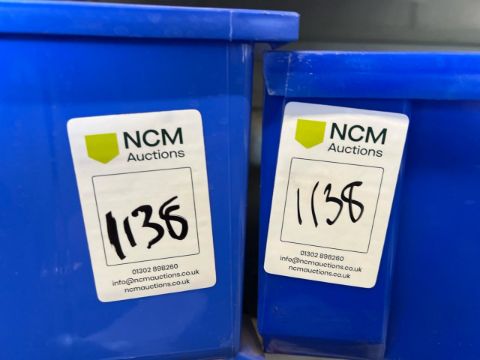 NCM
Auctions
1138
01302 898260
info@ncmauctions.co.uk
ncmauctions.co.uk
NCM
Auctions
1138
01302 898260
info@ncmauctions.co.uk
ncmauctions.co.uk